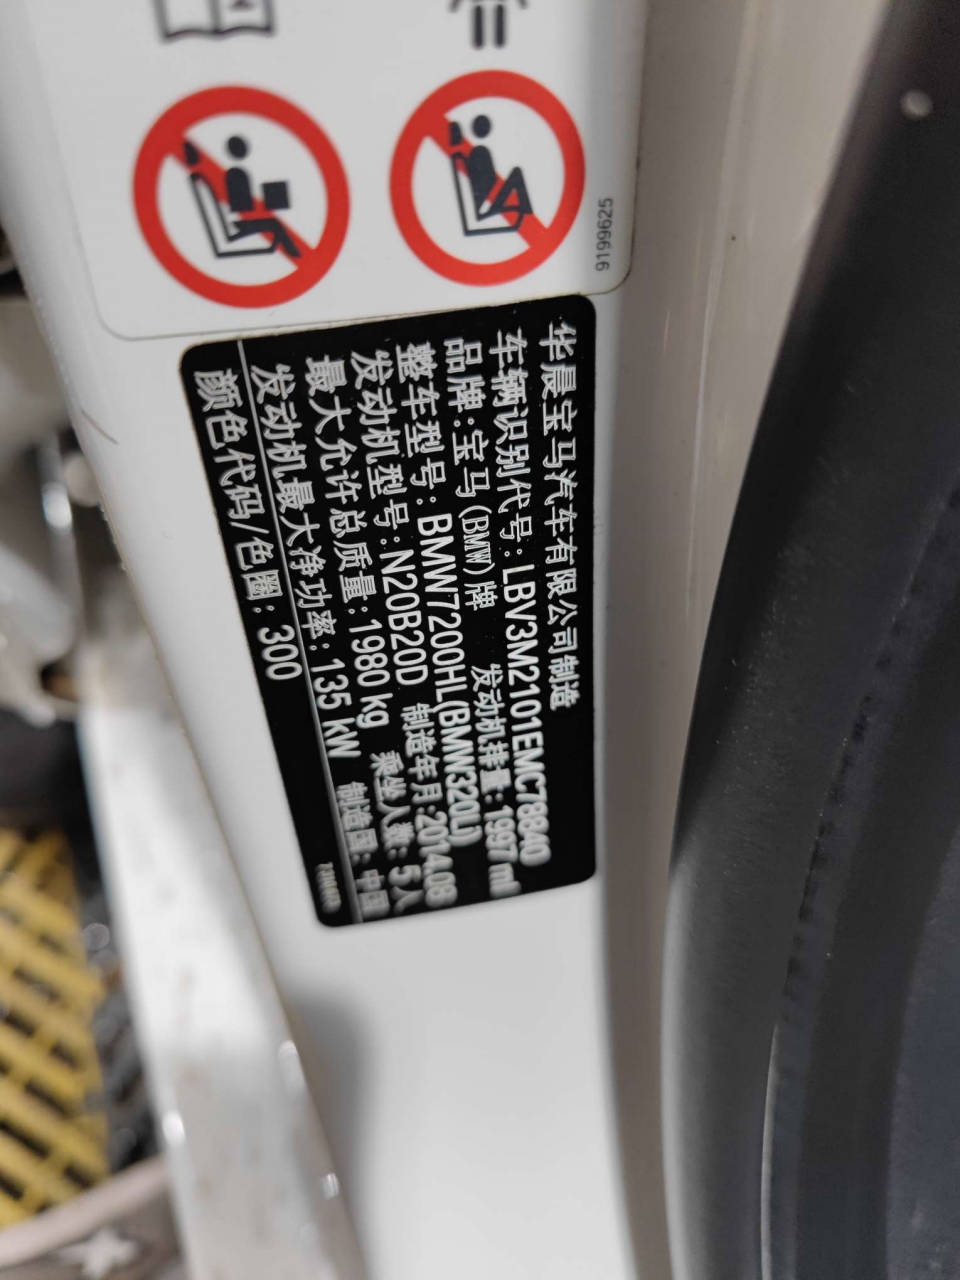 9199625
华晨宝马汽车有限公司制造
车辆识别代号:LBV3M2101EMC78840
品牌:宝马(BMW)牌 发动机排量:1997 ml
整车型号:BMW7200HL(BMW320Li)
发动机型号:N20B20D 制造年月:2014.08
最大允许总质量:1980 kg 乘坐人数:5人
发动机最大净功率:135 kW 制造国:中国
颜色代码/色圈:300